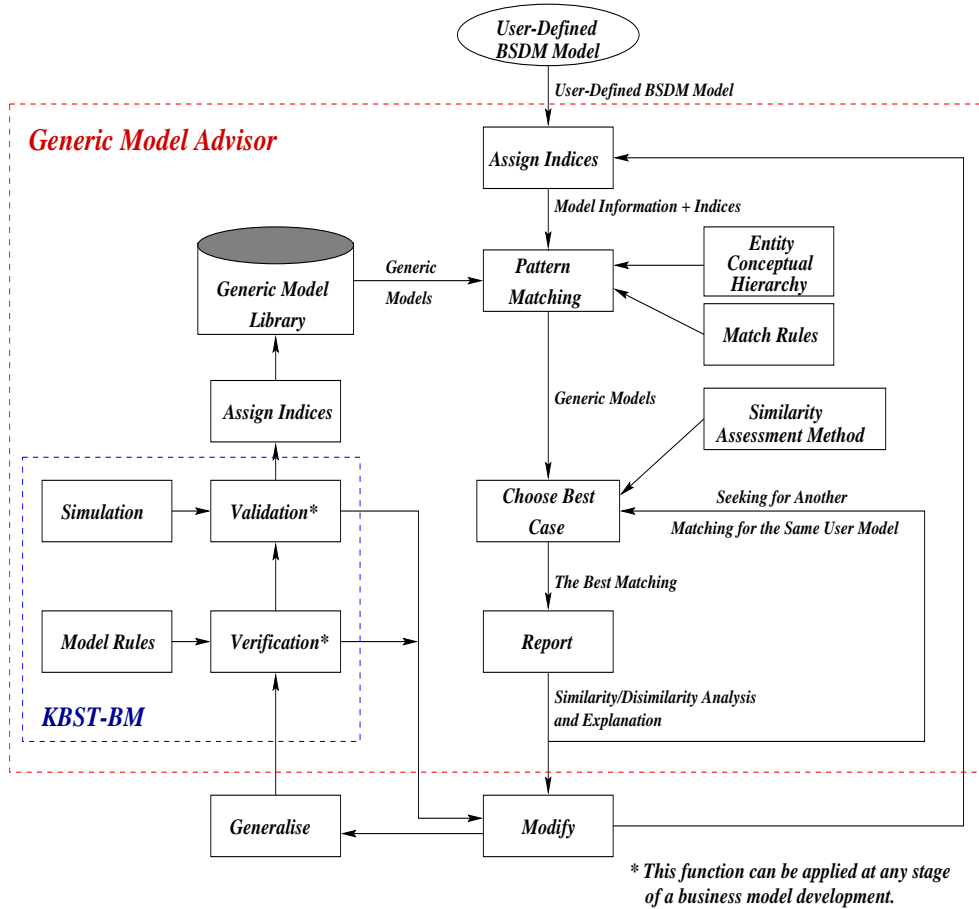 User-Defined
BSDM Model
User-Defined BSDM Model
Generic Model Advisor
Assign Indices
Model Information + Indices
Entity
Conceptual
Hierarchy
Pattern
Matching
Generic
Models
Generic Model
Library
Match Rules
Assign Indices
Generic Models
Similarity
Assessment Method
Simulation
Validation*
Choose Best
Case
Seeking for Another
Matching for the Same User Model
The Best Matching
Model Rules
Verification*
Report
KBST-BM
Similarity/Disimilarity Analysis
and Explanation
Generalise
Modify
* This function can be applied at any stage
of a business model development.